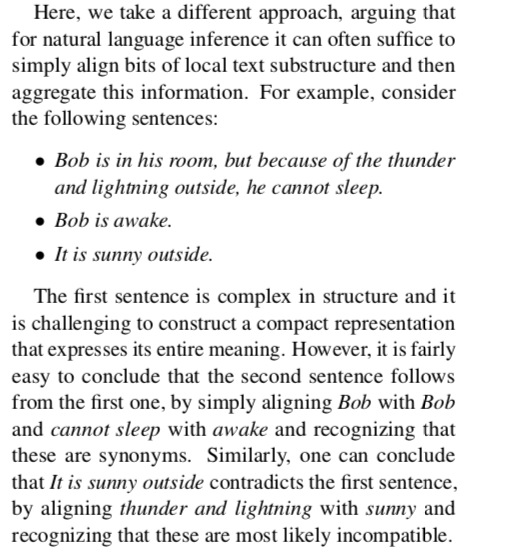 Here, we take a different approach, arguing that
for natural language inference it can often suffice to
simply align bits of local text substructure and then
aggregate this information. For example, consider
the following sentences:
• Bob is in his room, but because of the thunder
and lightning outside, he cannot sleep.
• Bob is awake.
• It is sunny outside.
The first sentence is complex in structure and it
is challenging to construct a compact representation
that expresses its entire meaning. However, it is fairly
easy to conclude that the second sentence follows
from the first one, by simply aligning Bob with Bob
and cannot sleep with awake and recognizing that
these are synonyms. Similarly, one can conclude
that It is sunny outside contradicts the first sentence,
by aligning thunder and lightning with sunny and
recognizing that these are most likely incompatible.